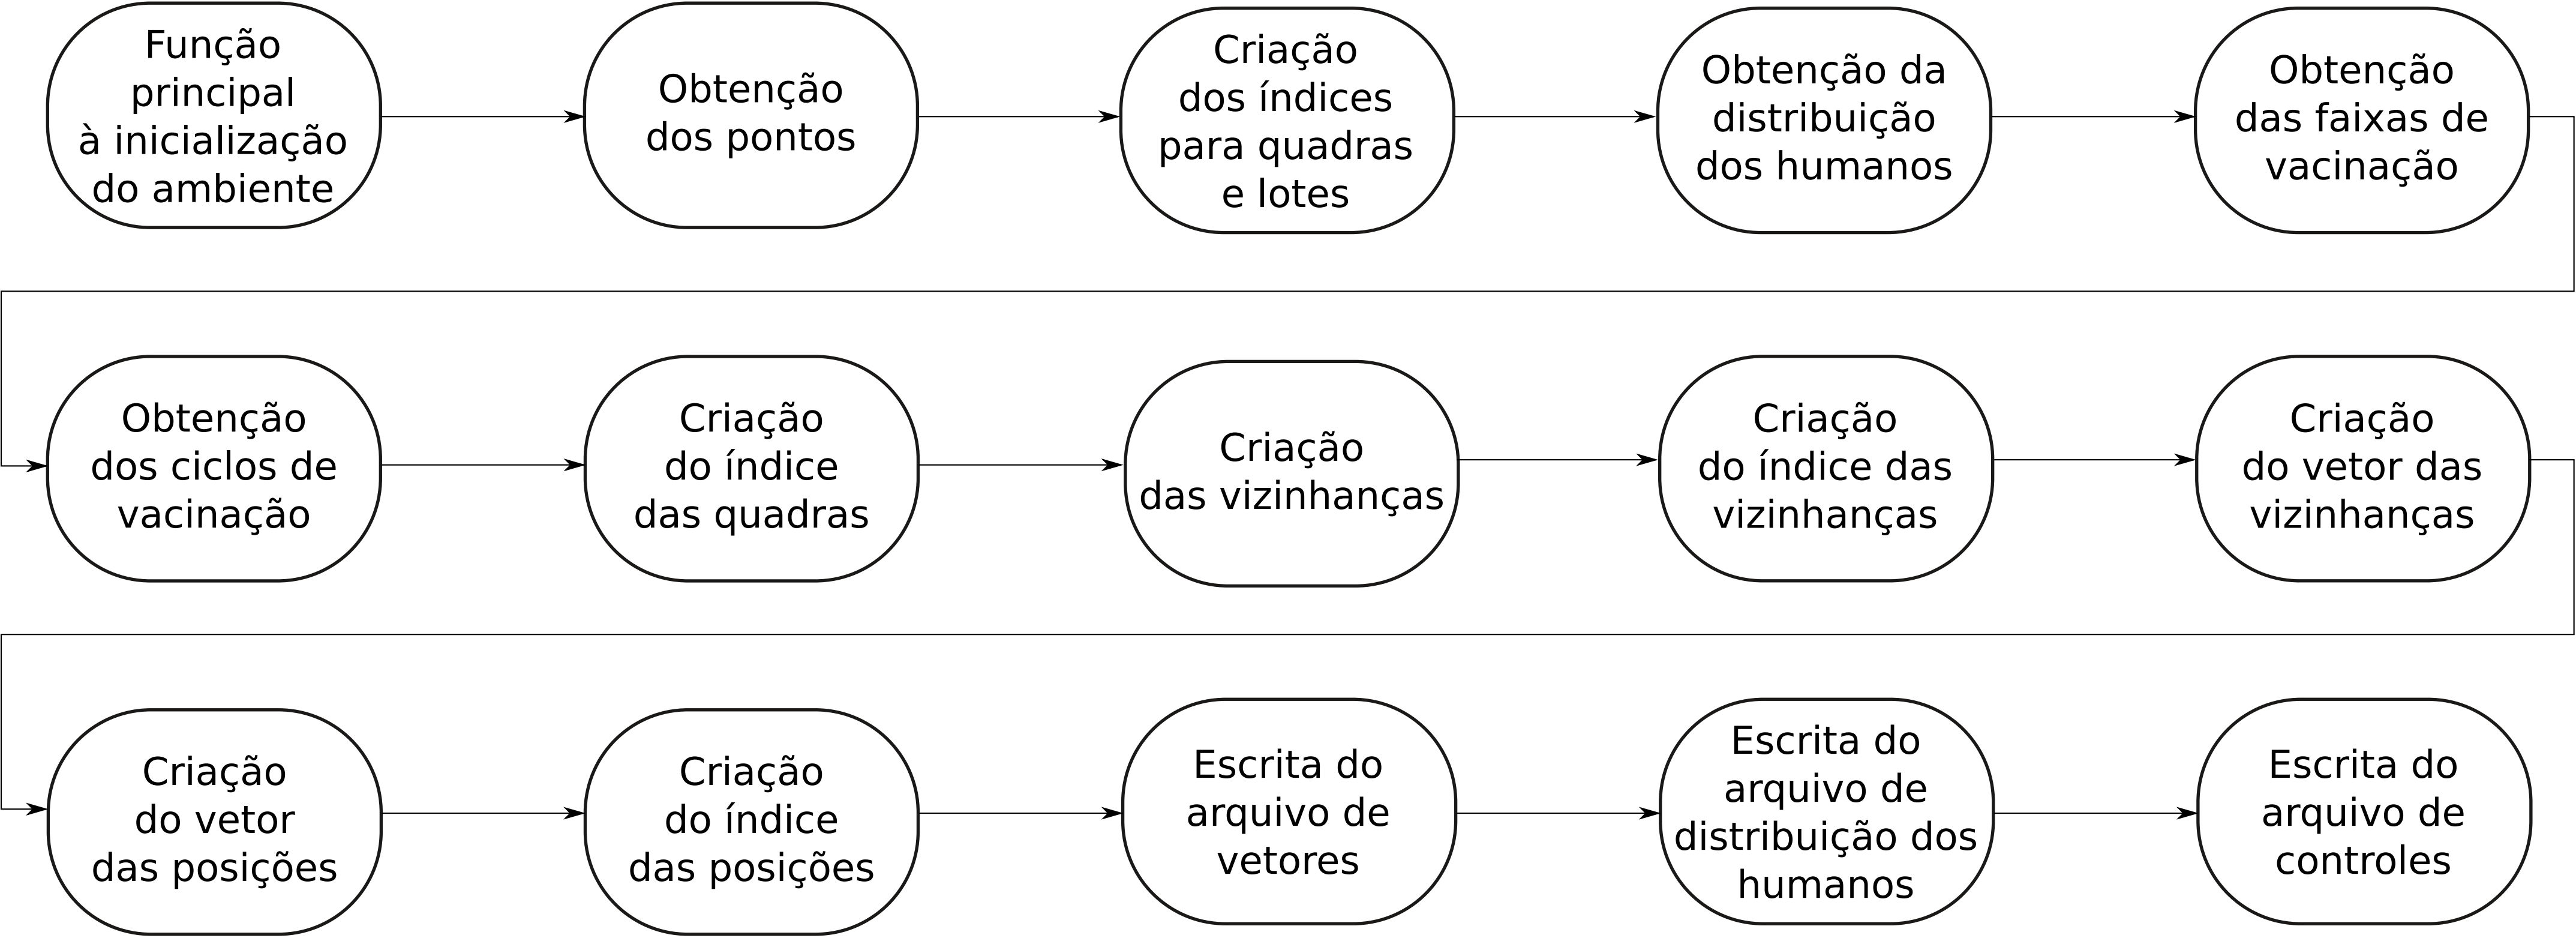 Função
principal
à inicialização
do ambiente
Obtenção
dos pontos
Criação
dos índices
para quadras
e lotes
Obtenção da
distribuição
dos humanos
Obtenção
das faixas de
vacinação
Obtenção
dos ciclos de
vacinação
Criação
do índice
das quadras
Criação
das vizinhanças
Criação
do índice das
vizinhanças
Criação
do vetor das
vizinhanças
Criação
do vetor
das posições
Criação
do índice
das posições
Escrita do
arquivo de
vetores
Escrita do
arquivo de
distribuição dos
humanos
Escrita do
arquivo de
controles